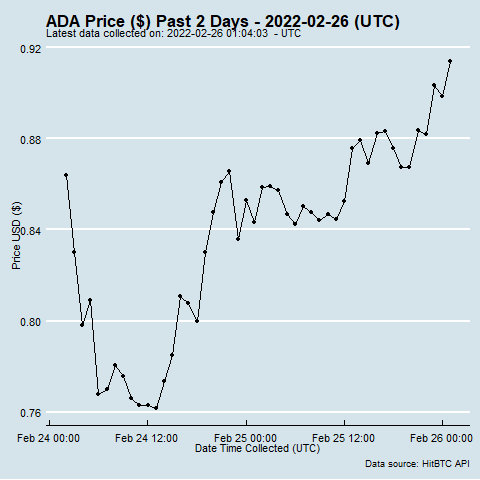 ADA Price ($) Past 2 Days - 2022-02-26 (UTC)
Latest data collected on: 2022-02-26 01:04:03 - UTC
0.92
0.88
0.84
0.80
0.76
Price USD ($)
Feb 24 00:00 Feb 24 12:00 Feb 25 00:00 Feb 25 12:00 Feb 26 00:00
Date Time Collected (UTC)
Data source: HitBTC API